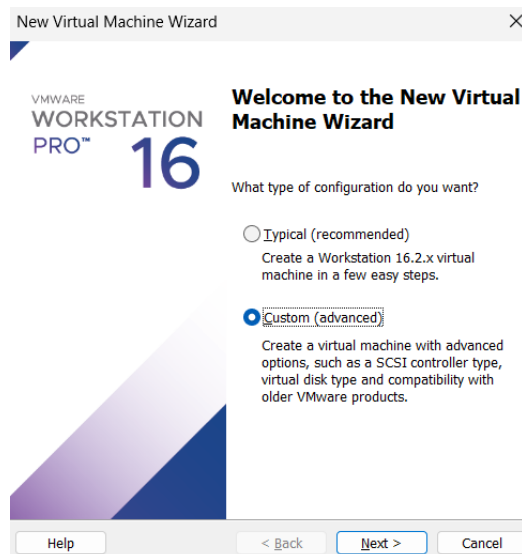 New Virtual Machine Wizard
VMWARE
WORKSTATION
PRO™
16
Welcome to the New Virtual
Machine Wizard
What type of configuration do you want?
Typical (recommended)
Create a Workstation 16.2.x virtual
machine in a few easy steps.
Custom (advanced)
Create a virtual machine with advanced
options, such as a SCSI controller type,
virtual disk type and compatibility with
older VMware products.
Help
< Back
Next >
Cancel